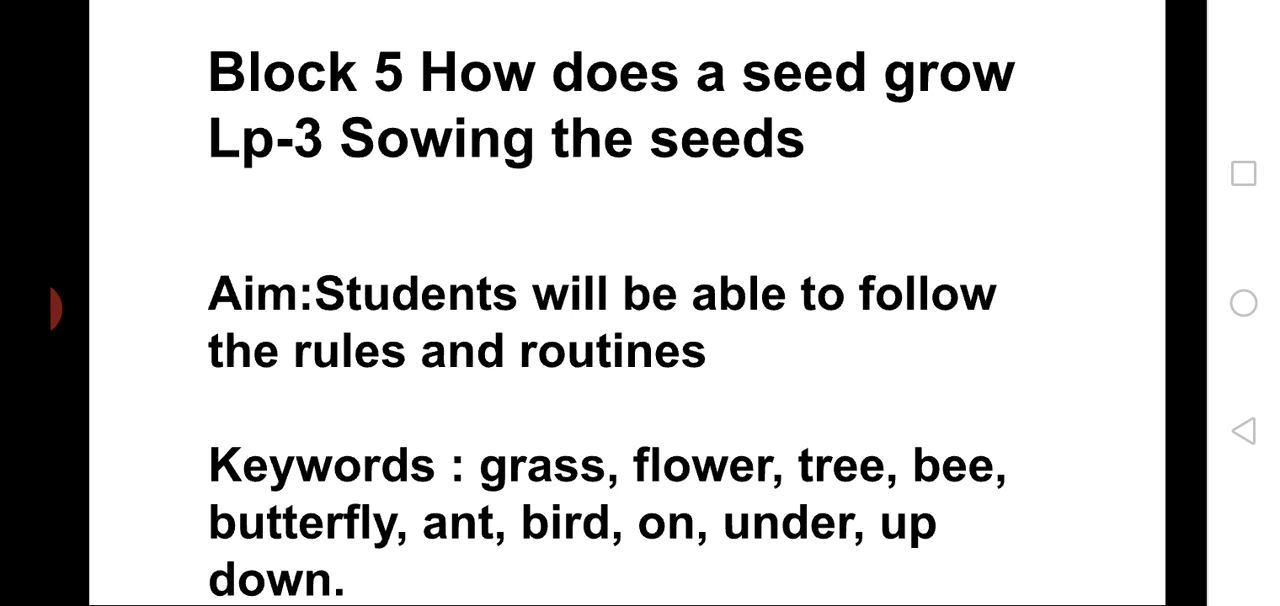 Block 5 How does a seed grow
Lp-3 Sowing the seeds
Aim:Students will be able to follow
the rules and routines
Keywords : grass, flower, tree, bee,
butterfly, ant, bird, on, under, up
down.